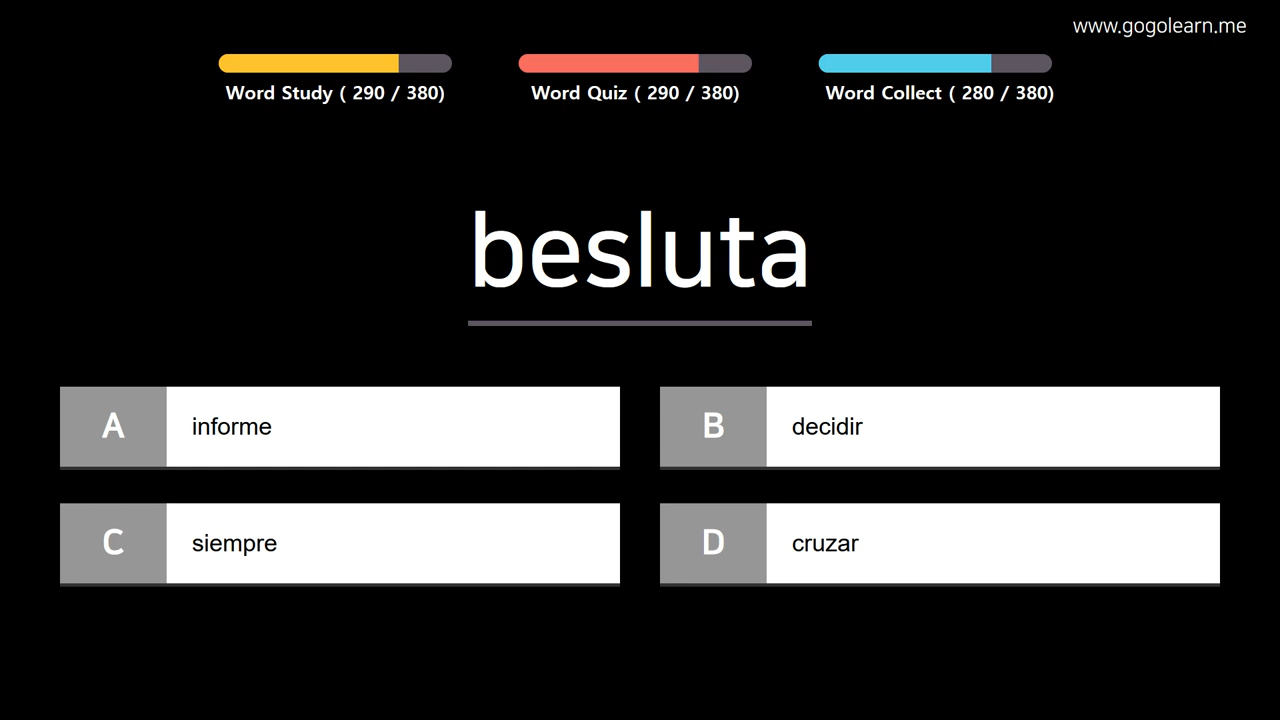 www.gogolearn.me
Word Study ( 290 / 380)
Word Quiz ( 290 / 380)
Word Collect ( 280 / 380)
besluta
A informe
B decidir
C siempre
D cruzar